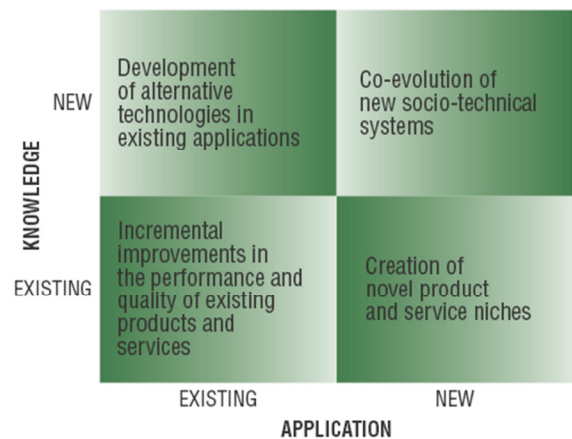 Development
of alternative
technologies in
existing applications
Co-evolution of
new socio-technical
systems
NEW
KNOWLEDGE
EXISTING
Incremental
improvements in
the performance and
quality of existing
products and
services
Creation of
novel product
and service niches
EXISTING
NEW
APPLICATION